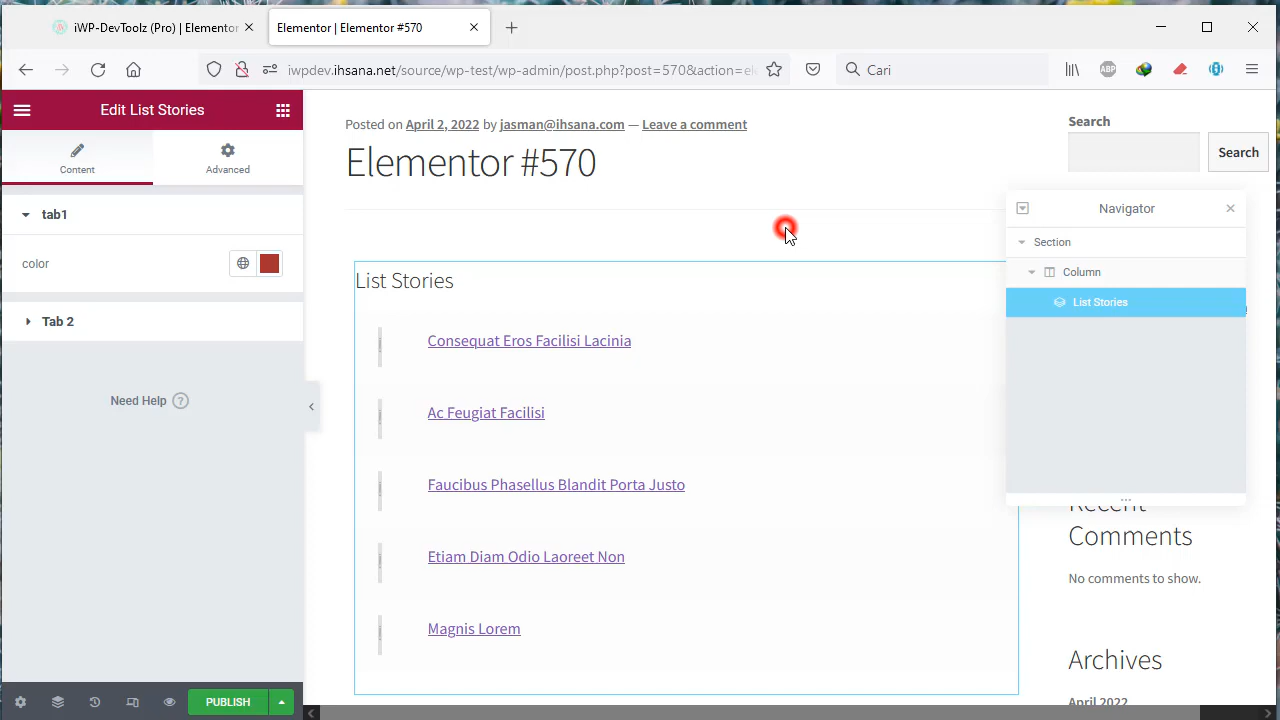 iWP-DevToolz (Pro) | Elementor
Elementor | Elementor #570
iwpdev.ihsana.net/source/wp-test/wp-admin/post.php?post=570&action=el
Cari
ABP
Edit List Stories
Content
Advanced
tab1
color
Tab 2
Need Help ?
PUBLISH
Posted on April 2, 2022 by jasman@ihsana.com — Leave a comment
Elementor #570
List Stories
Consequat Eros Facilisi Lacinia
Ac Feugiat Facilisi
Faucibus Phasellus Blandit Porta Justo
Etiam Diam Odio Laoreet Non
Magnis Lorem
Search
Search
Navigator
Section
Column
List Stories
Recent
Comments
No comments to show.
Archives
April 2022